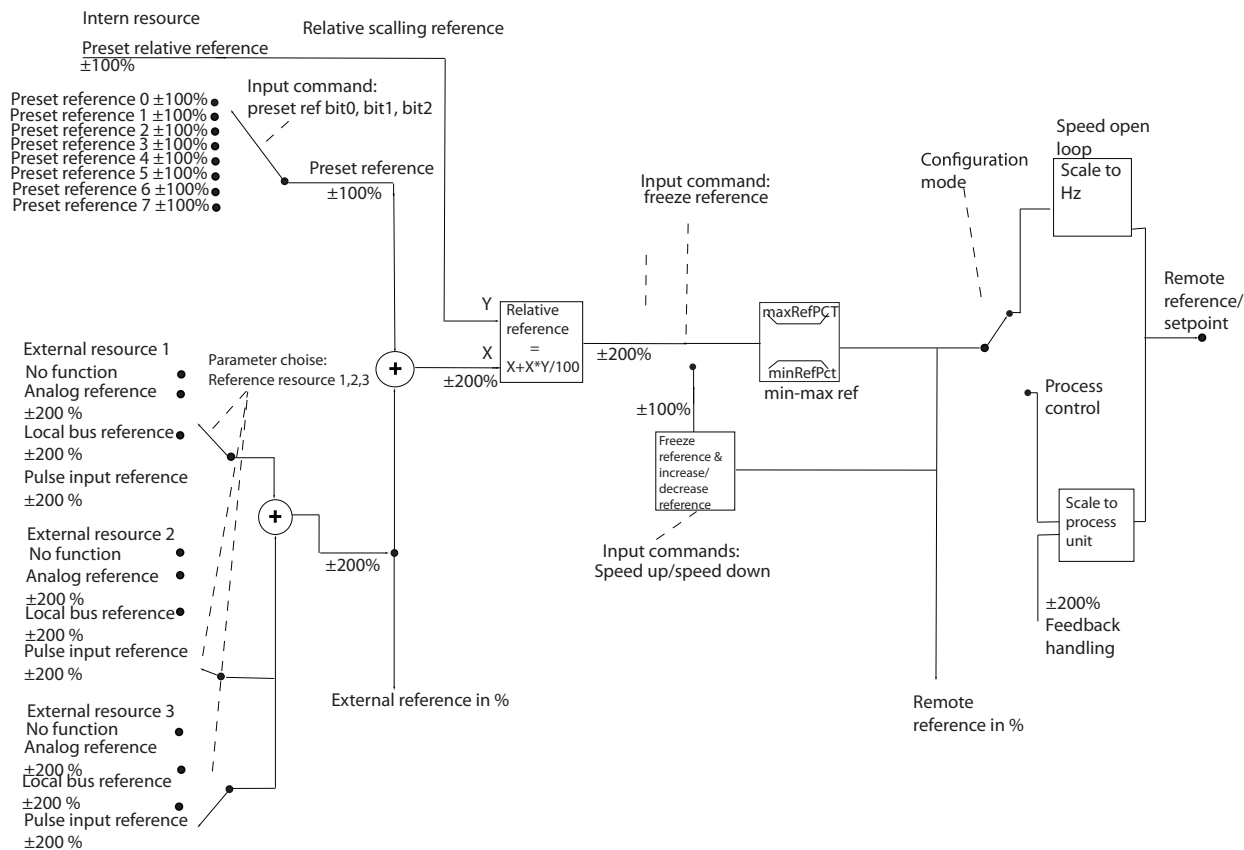 Intern resource
Relative scalling reference
Preset relative reference
±100%
Input command:
preset ref bit0, bit1, bit2
Preset reference 0 ±100%
Preset reference 1 ±100%
Preset reference 2 ±100%
Preset reference 3 ±100%
Preset reference 4 ±100%
Preset reference 5 ±100%
Preset reference 6 ±100%
Preset reference 7 ±100%
Preset reference
±100%
Input command:
freeze reference
Configuration
mode
Speed open
loop
Scale to
Hz
Remote
reference/
setpoint
Y
X
±200%
Relative
reference
=
X+X*Y/100
±200%
maxRefPCT
minRefPct
min-max ref
Process
control
±100%
Freeze
reference &
increase/
decrease
reference
Input commands:
Speed up/speed down
Scale to
process
unit
±200%
Feedback
handling
Remote
reference in %
External resource 1
No function
Analog reference
±200 %
Local bus reference
±200 %
Pulse input reference
±200 %
Parameter choise:
Reference resource 1,2,3
+
+
±200%
External reference in %
External resource 2
No function
Analog reference
±200 %
Local bus reference
±200 %
Pulse input reference
±200 %
External resource 3
No function
Analog reference
±200 %
Local bus reference
±200 %
Pulse input reference
±200 %